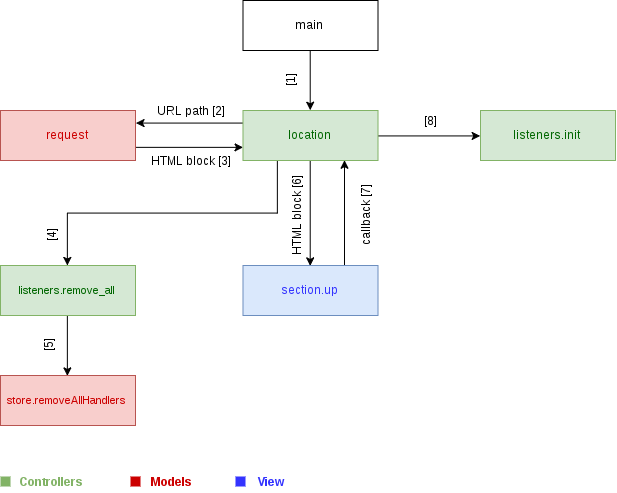 main
[1]
URL path [2]
request
location
[8]
listeners.init
HTML block [3]
[4]
HTML block [6]
callback [7]
listeners.remove_all
section.up
[5]
store.removeAllHandlers
Controllers
Models
View